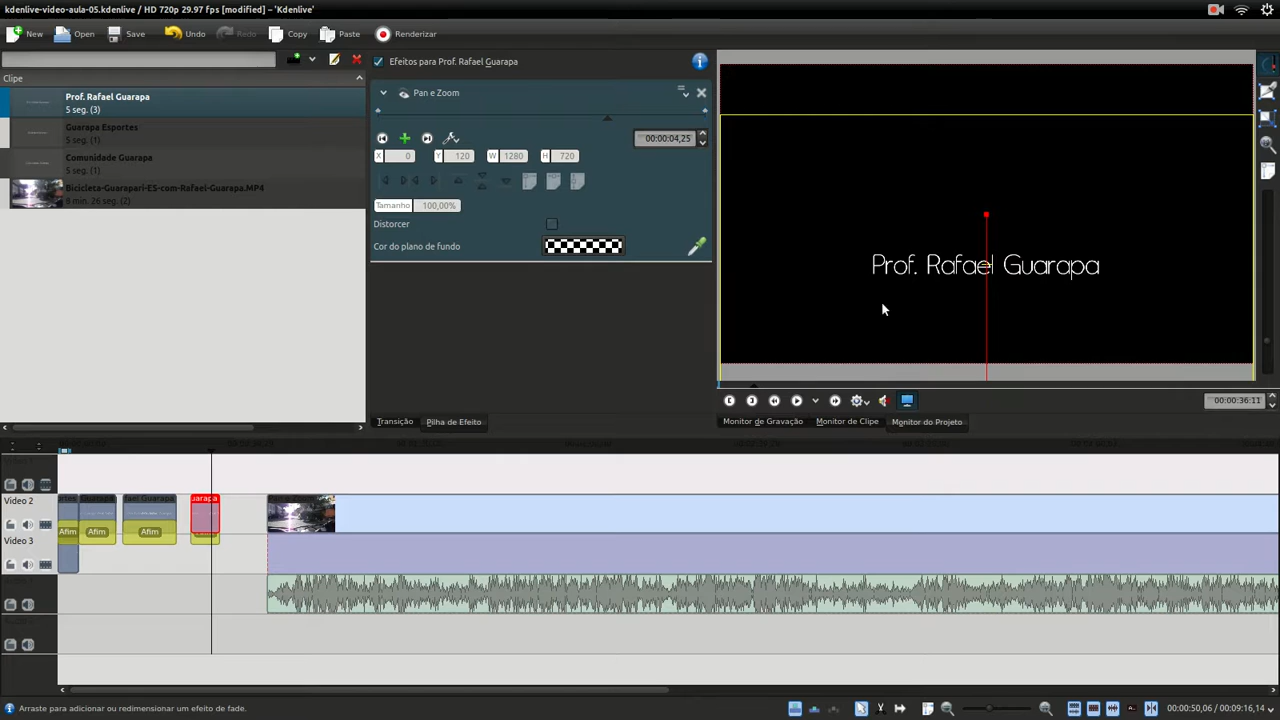 kdenlive-video-aula-05.kdenlive / HD 720p 29.97 fps [modified] – 'Kdenlive'
New Open Save Undo Redo Copy Paste Renderizar
Clipe
Prof. Rafael Guarapa
5 seg. (3)
Guarapa Esportes
5 seg. (1)
Comunidade Guarapa
5 seg. (1)
Bicicleta-Guarapari-ES-com-Rafael-Guarapa.MP4
8 min. 26 seg. (2)
Efeitos para Prof. Rafael Guarapa
Pan e Zoom
00:00:04,25
X 0 Y 120 W 1280 H 720
Tamanho 100,00%
Distorcer
Cor do plano de fundo
Transição Pilha de Efeito
Prof. Rafael Guarapa
00:00:36:11
Monitor de Gravação Monitor de Clipe Monitor do Projeto
Video 2
Guarapa
fael Guarapa
uarapa
Afim Afim Afim
Video 3
Arraste para adicionar ou redimensionar um efeito de fade.
00:00:50,06 / 00:09:16,14